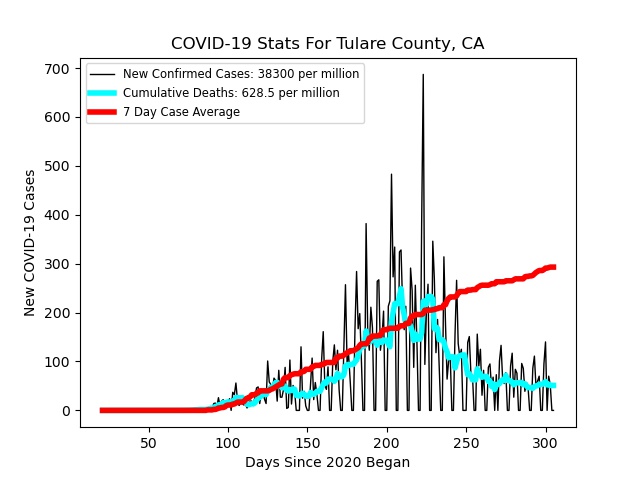 COVID-19 Stats For Tulare County, CA
New Confirmed Cases: 38300 per million
Cumulative Deaths: 628.5 per million
7 Day Case Average
700
600
500
400
300
200
100
0
New COVID-19 Cases
50 100 150 200 250 300
Days Since 2020 Began